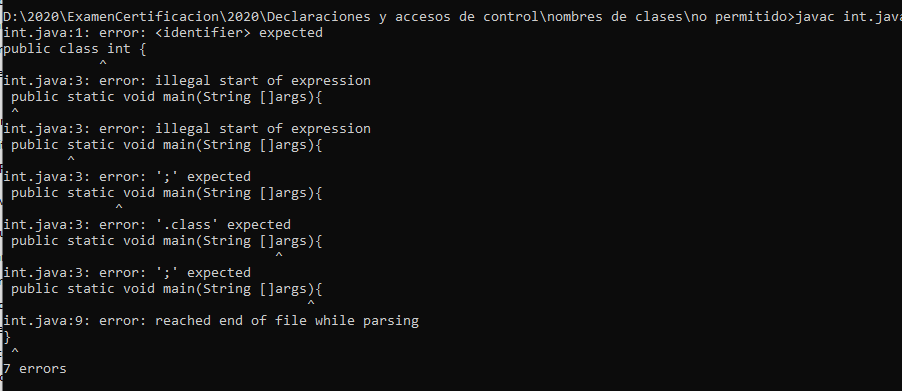 D:\2020\ExamenCertificacion\2020\Declaraciones y accesos de control\nombres de clases\no permitido>javac int.java
int.java:1: error: <identifier> expected
public class int {
^
int.java:3: error: illegal start of expression
public static void main(String []args){
^
int.java:3: error: illegal start of expression
public static void main(String []args){
^
int.java:3: error: ';' expected
public static void main(String []args){
^
int.java:3: error: '.class' expected
public static void main(String []args){
^
int.java:3: error: ';' expected
public static void main(String []args){
^
int.java:9: error: reached end of file while parsing
}
^
7 errors